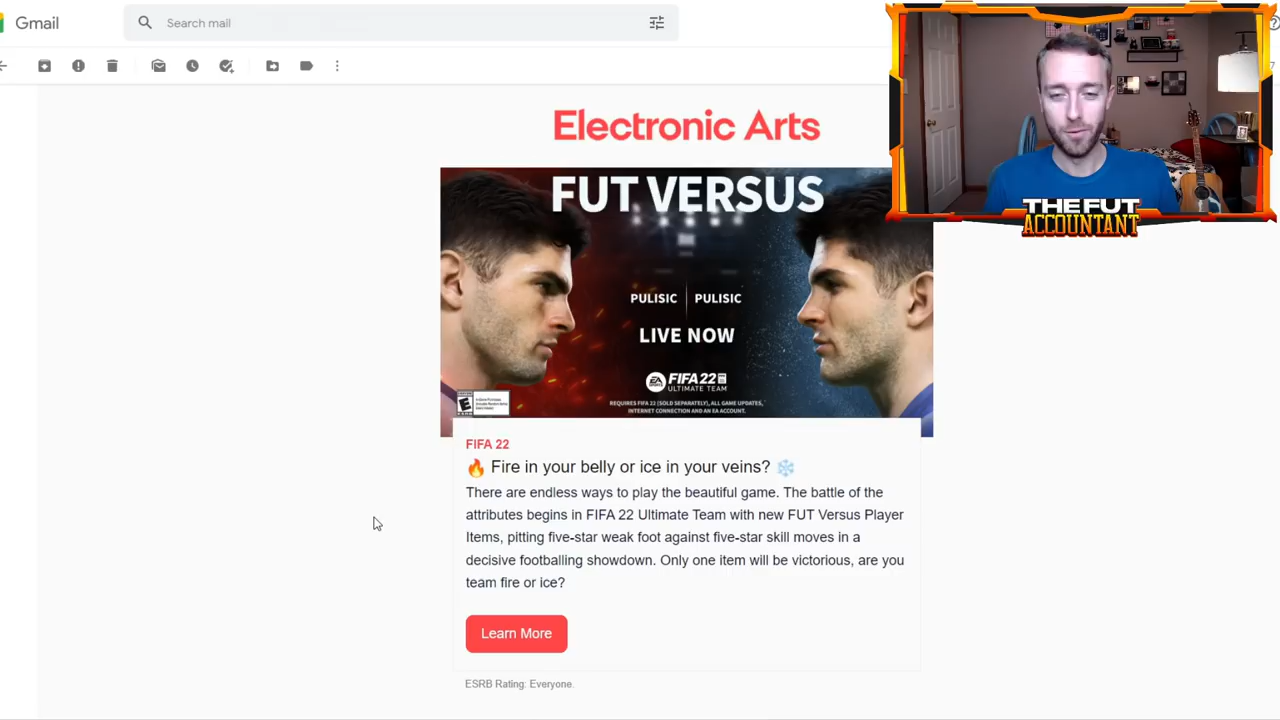 Gmail
Search mail
Electronic Arts
FUT VERSUS
PULISIC | PULISIC
LIVE NOW
EA SPORTS FIFA 22 ULTIMATE TEAM
REQUIRES FIFA 22 (SOLD SEPARATELY), ALL GAME UPDATES,
INTERNET CONNECTION AND AN EA ACCOUNT.
THE FUT
ACCOUNTANT
FIFA 22
🔥 Fire in your belly or ice in your veins? ❄️
There are endless ways to play the beautiful game. The battle of the
attributes begins in FIFA 22 Ultimate Team with new FUT Versus Player
Items, pitting five-star weak foot against five-star skill moves in a
decisive footballing showdown. Only one item will be victorious, are you
team fire or ice?
Learn More
ESRB Rating: Everyone.